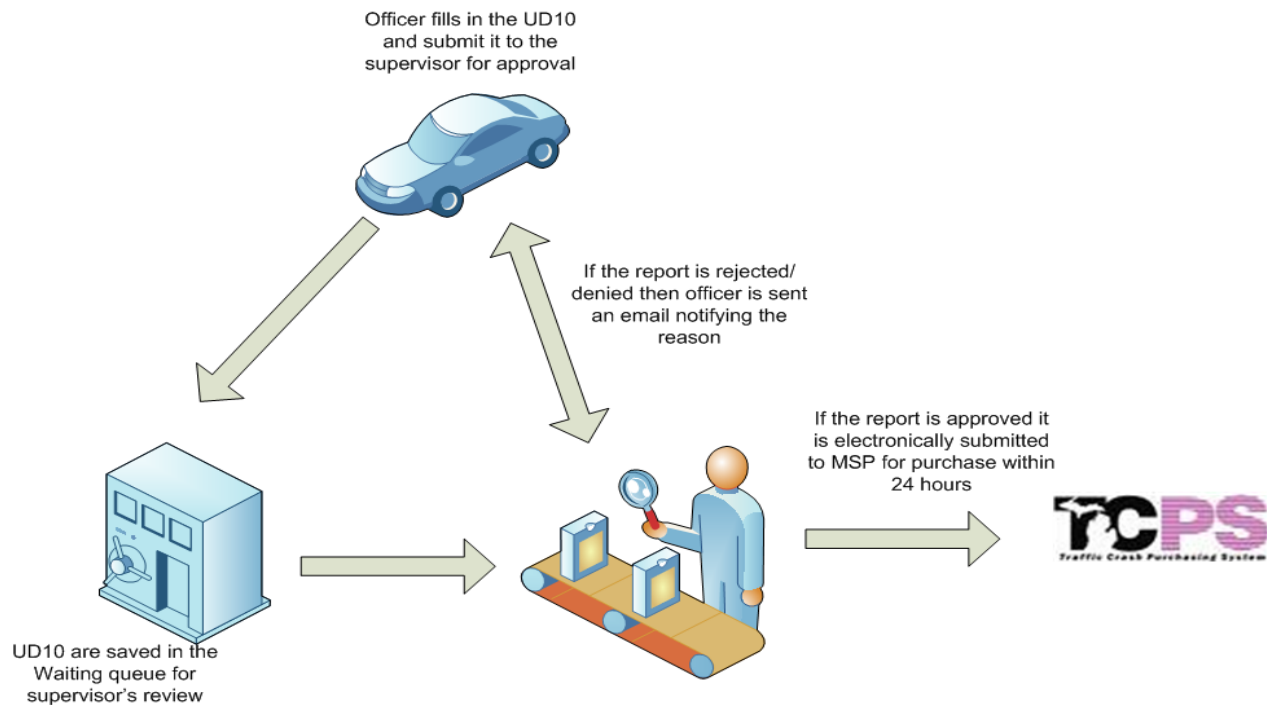 Officer fills in the UD10
and submit it to the
supervisor for approval
If the report is rejected/
denied then officer is sent
an email notifying the
reason
If the report is approved it
is electronically submitted
to MSP for purchase within
24 hours
TCPS
Traffic Crash Purchasing System
UD10 are saved in the
Waiting queue for
supervisor's review